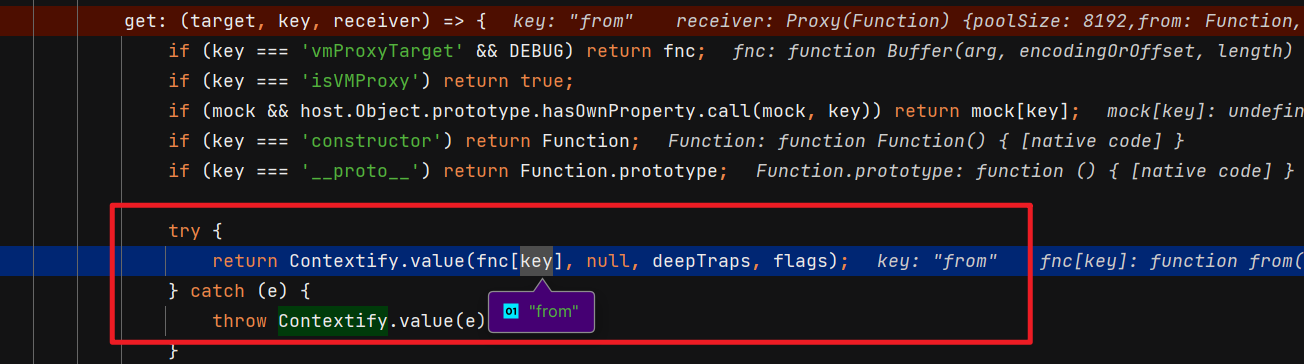 get: (target, key, receiver) => {   key: "from"    receiver: Proxy(Function) {poolSize: 8192,from: Function,
if (key === 'vmProxyTarget' && DEBUG) return fnc;   fnc: function Buffer(arg, encodingOrOffset, length)
if (key === 'isVMProxy') return true;
if (mock && host.Object.prototype.hasOwnProperty.call(mock, key)) return mock[key];   mock[key]: undefin
if (key === 'constructor') return Function;   Function: function Function() { [native code] }
if (key === '__proto__') return Function.prototype;   Function.prototype: function () { [native code] }
try {
return Contextify.value(fnc[key], null, deepTraps, flags);   key: "from"    fnc[key]: function from(
} catch (e) {
01 "from"
throw Contextify.value(e)
}